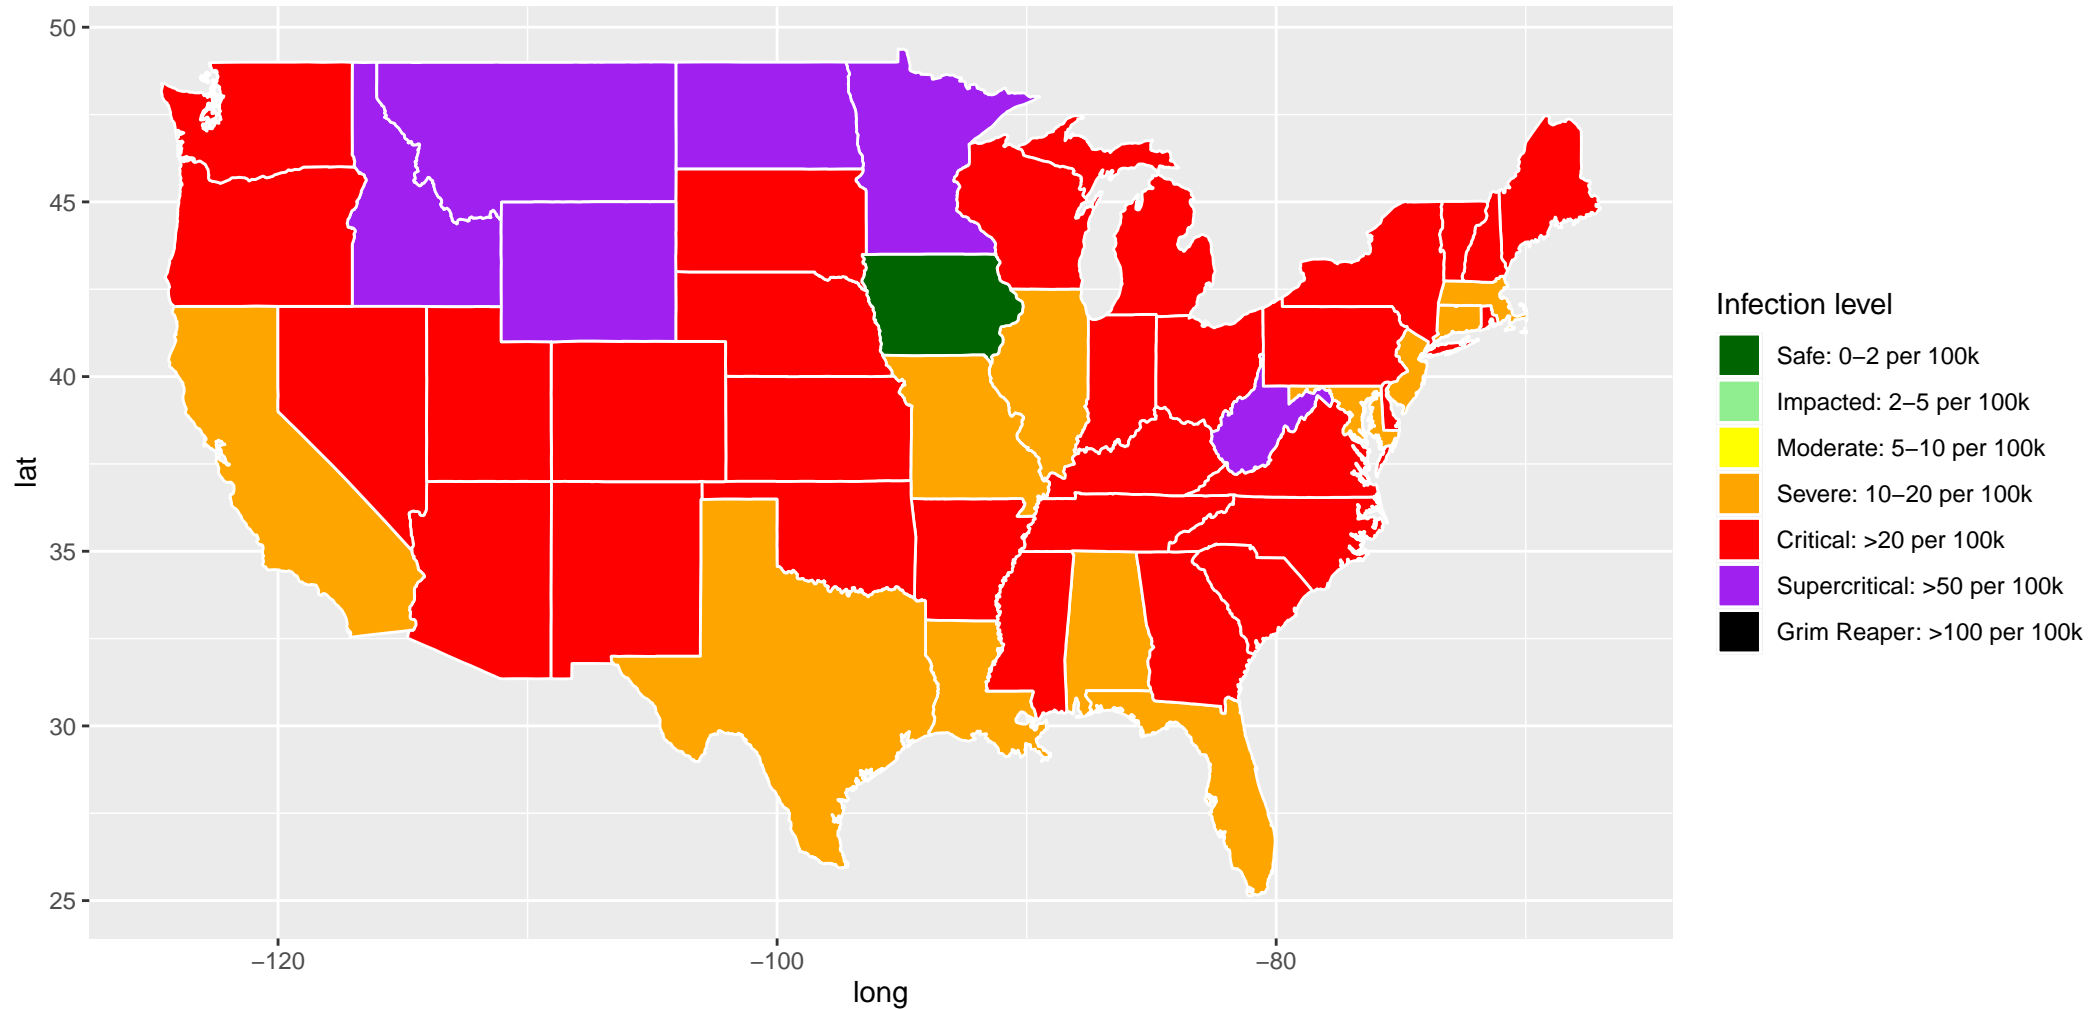 50
45
40
35
30
25
lat
−120
−100
−80
long
Infection level
Safe: 0−2 per 100k
Impacted: 2−5 per 100k
Moderate: 5−10 per 100k
Severe: 10−20 per 100k
Critical: >20 per 100k
Supercritical: >50 per 100k
Grim Reaper: >100 per 100k